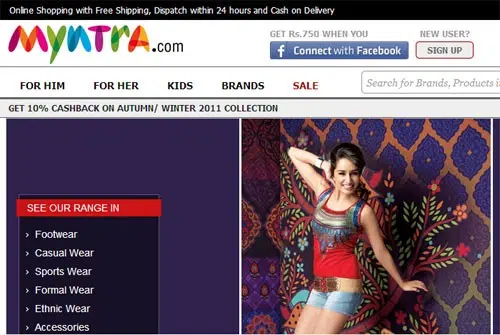 Online Shopping with Free Shipping, Dispatch within 24 hours and Cash on Delivery
myntra.com
GET RS.750 WHEN YOU
f Connect with Facebook
NEW USER?
SIGN UP
FOR HIM FOR HER KIDS BRANDS SALE
Search for Brands, Products i
GET 10% CASHBACK ON AUTUMN/ WINTER 2011 COLLECTION
SEE OUR RANGE IN
› Footwear
› Casual Wear
› Sports Wear
› Formal Wear
› Ethnic Wear
› Accessories